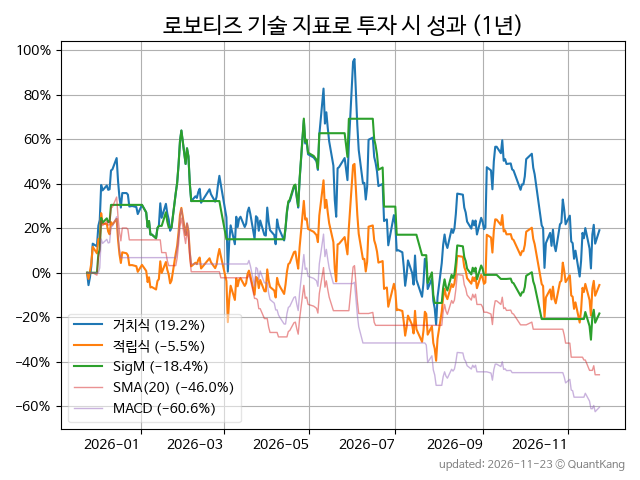 로보티즈 기술 지표로 투자 시 성과 (1년)
100%
80%
60%
40%
20%
0%
−20%
−40%
−60%
거치식 (19.2%)
적립식 (−5.5%)
SigM (−18.4%)
SMA(20) (−46.0%)
MACD (−60.6%)
2026-01
2026-03
2026-05
2026-07
2026-09
2026-11
updated: 2026-11-23 © QuantKang